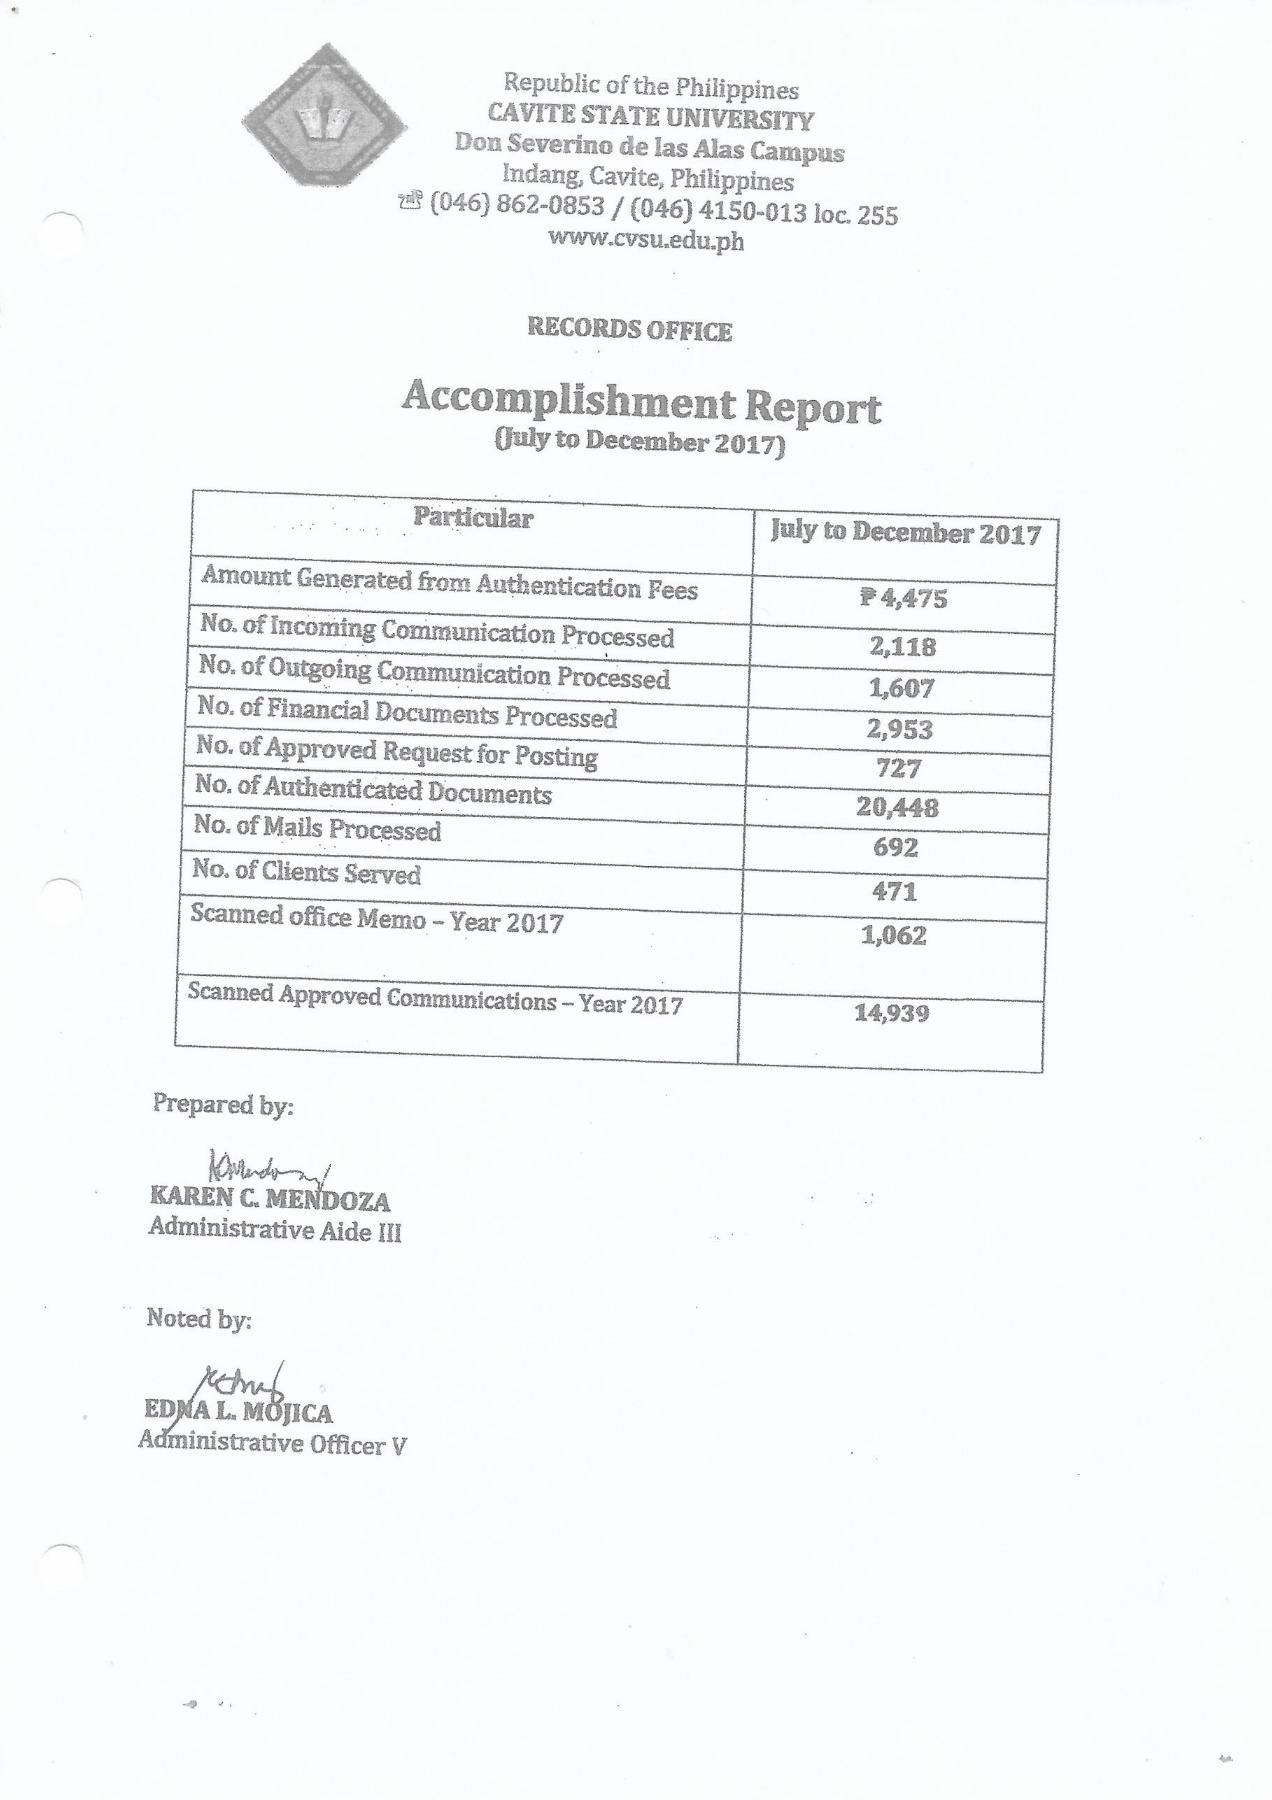 Republic of the Philippines
CAVITE STATE UNIVERSITY
Don Severino de las Alas Campus
Indang, Cavite, Philippines
(046) 862-0853 / (046) 4150-013 loc. 255
www.cvsu.edu.ph
RECORDS OFFICE
Accomplishment Report
(July to December 2017)
Particular July to December 2017
Amount Generated from Authentication Fees ₱ 4,475
No. of Incoming Communication Processed 2,118
No. of Outgoing Communication Processed 1,607
No. of Financial Documents Processed 2,953
No. of Approved Request for Posting 727
No. of Authenticated Documents 20,448
No. of Mails Processed 692
No. of Clients Served 471
Scanned office Memo – Year 2017 1,062
Scanned Approved Communications – Year 2017 14,939
Prepared by:
KAREN C. MENDOZA
Administrative Aide III
Noted by:
EDNA L. MOJICA
Administrative Officer V